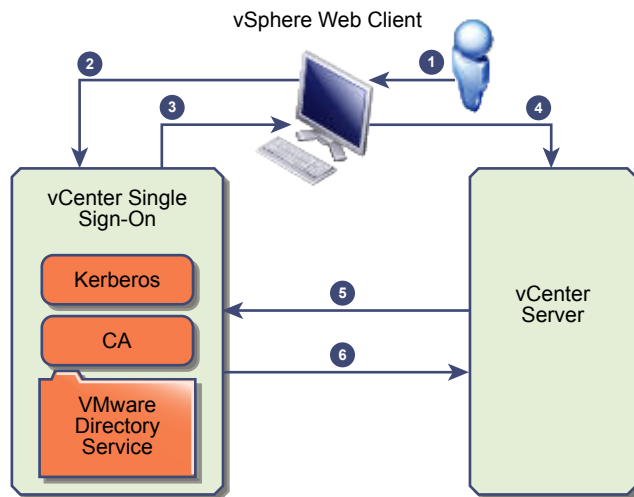 vSphere Web Client
1
2
3
4
vCenter Single
Sign-On
Kerberos
CA
VMware
Directory
Service
5
6
vCenter
Server